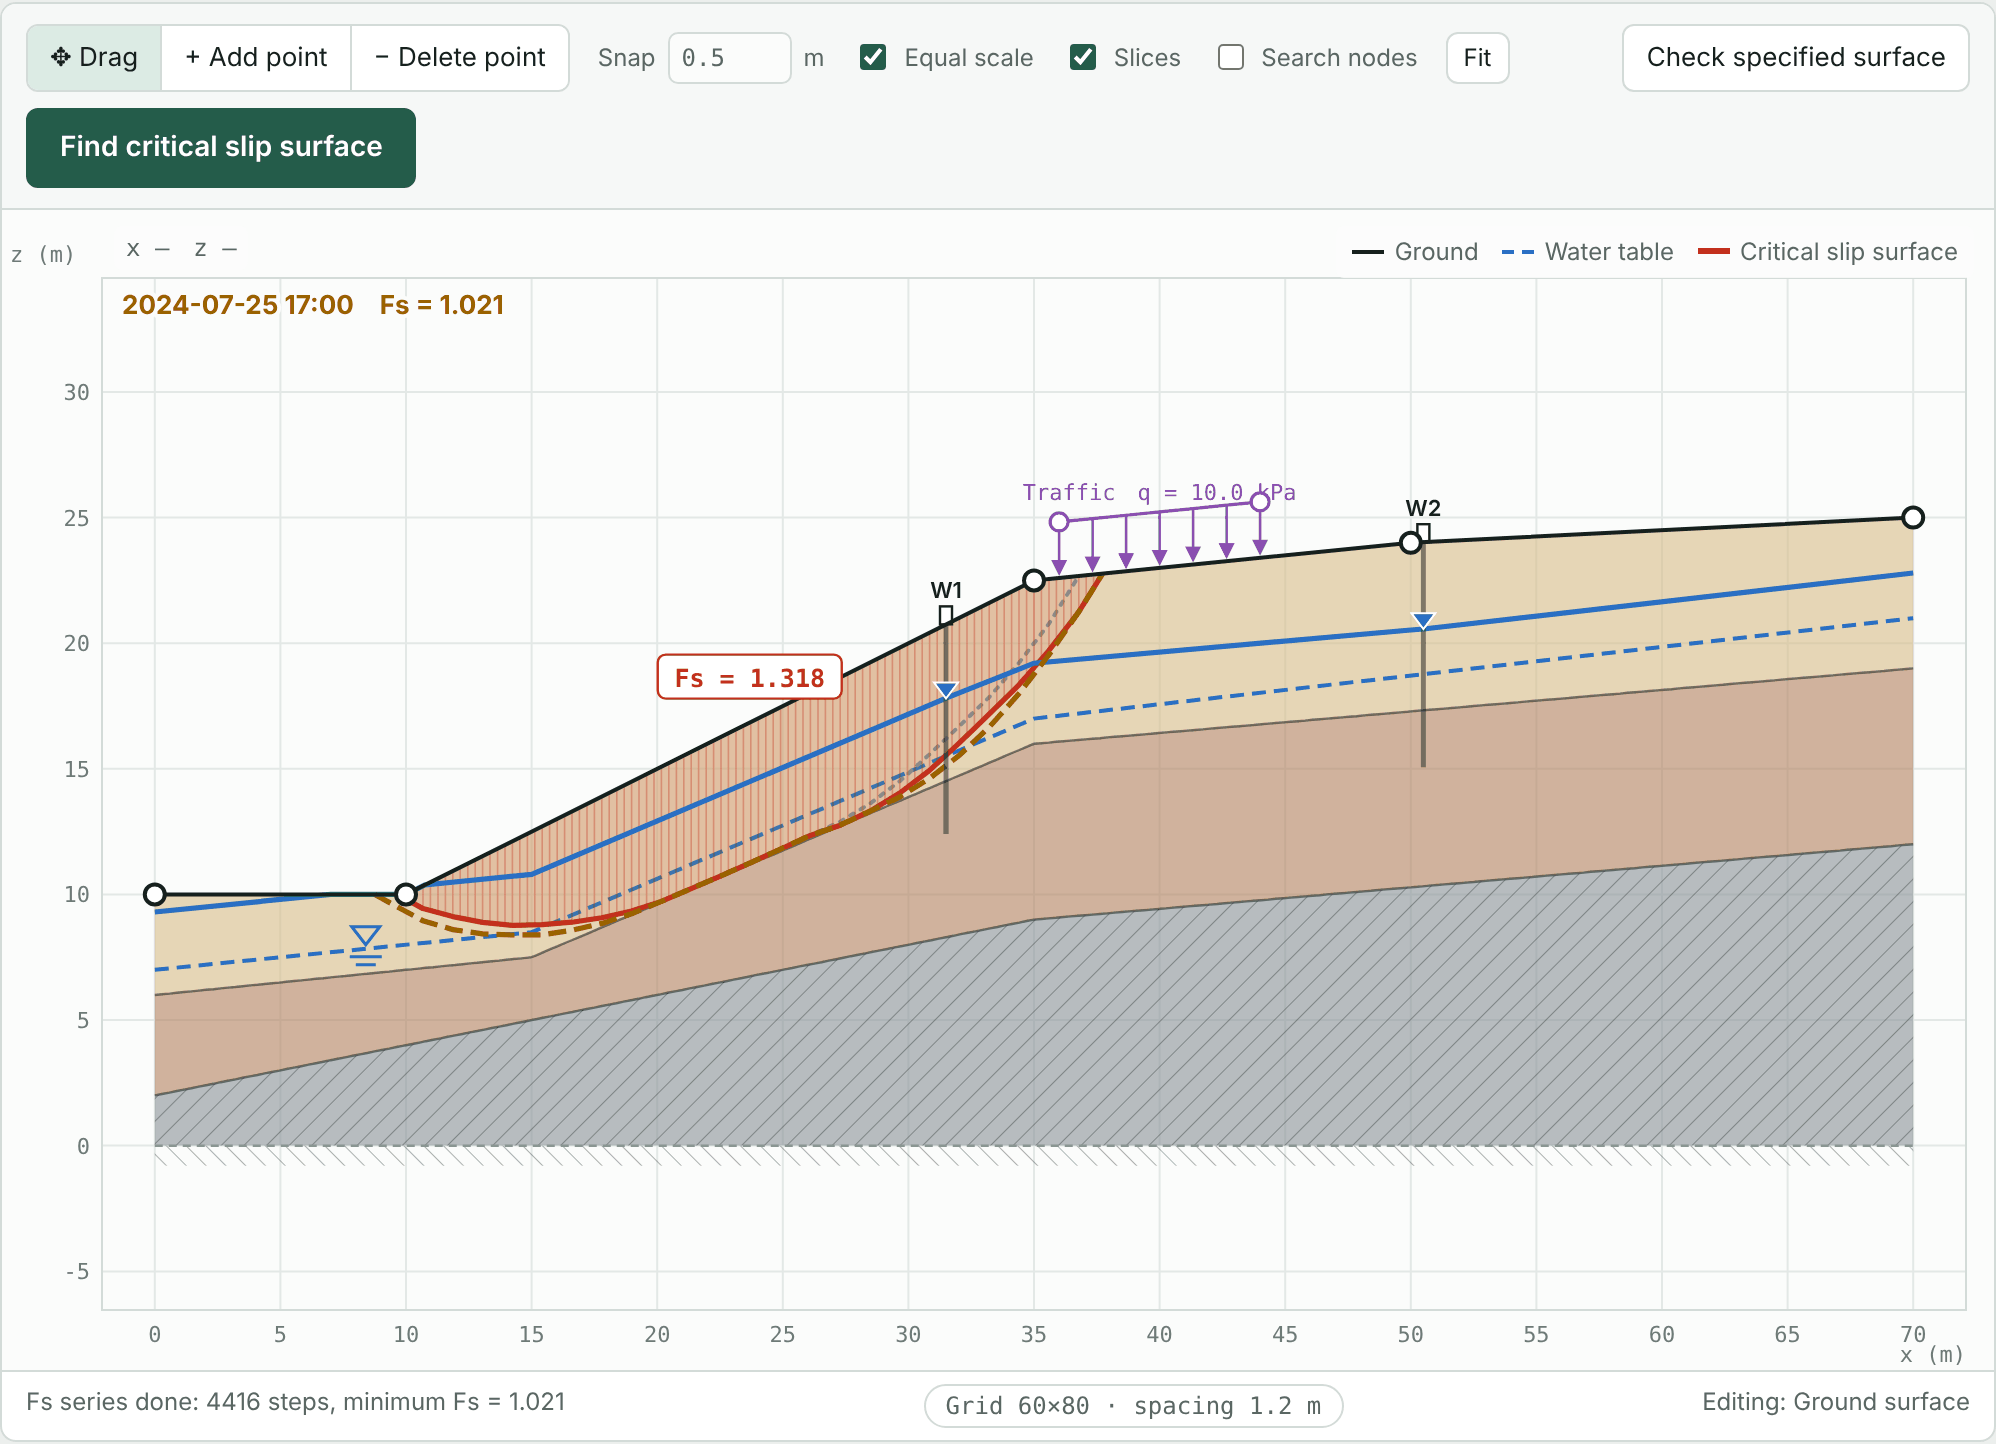 ✥ Drag + Add point − Delete point Snap 0.5 m Equal scale Slices Search nodes Fit Check specified surface
Find critical slip surface
z (m) x – z – Ground Water table Critical slip surface
2024-07-25 17:00 Fs = 1.021
30
Traffic q = 10.0 kPa
W2
25
W1
20
Fs = 1.318
15
10
5
0
-5
0 5 10 15 20 25 30 35 40 45 50 55 60 65 70
x (m)
Fs series done: 4416 steps, minimum Fs = 1.021 Grid 60×80 · spacing 1.2 m Editing: Ground surface